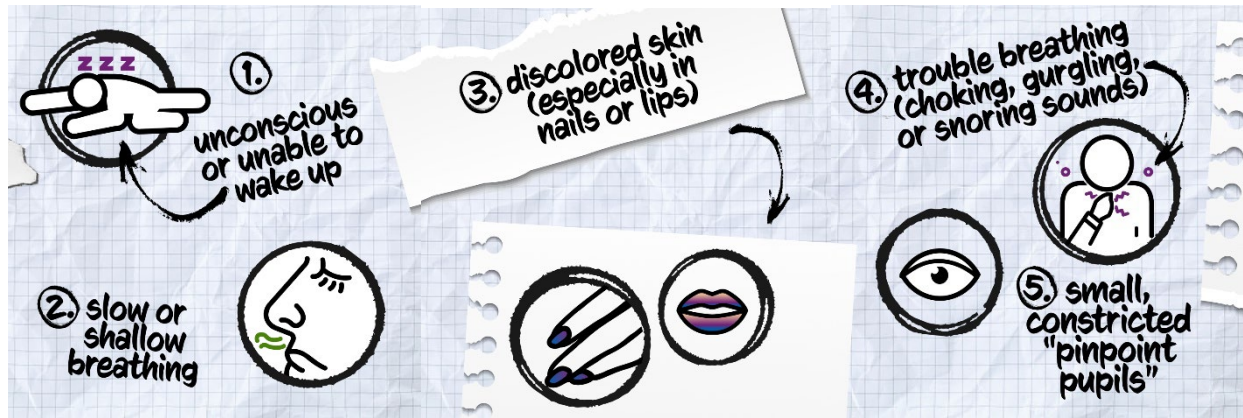 zzz
1.
unconscious
or unable to
wake up
2. slow or
shallow
breathing
3. discolored skin
(especially in
nails or lips)
4. trouble breathing
(choking, gurgling,
or snoring sounds)
5. small,
constricted
"pinpoint
pupils"